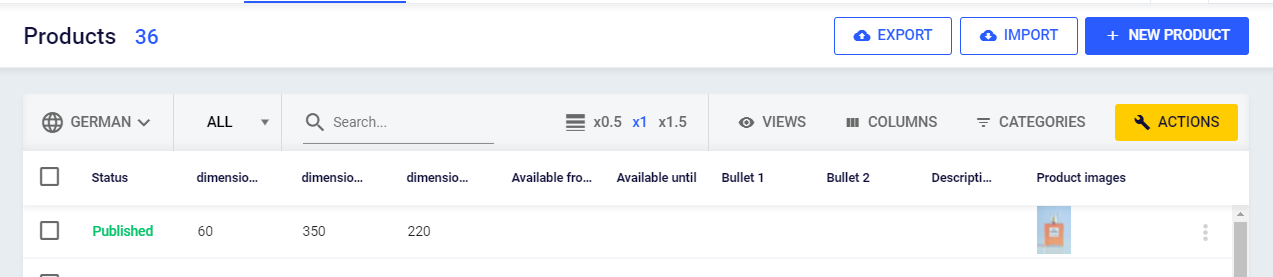 Products 36
EXPORT
IMPORT
+ NEW PRODUCT
GERMAN
ALL
Search...
x0.5 x1 x1.5
VIEWS
COLUMNS
CATEGORIES
ACTIONS
Status dimensio... dimensio... dimensio... Available fro... Available until Bullet 1 Bullet 2 Descripti... Product images
Published 60 350 220